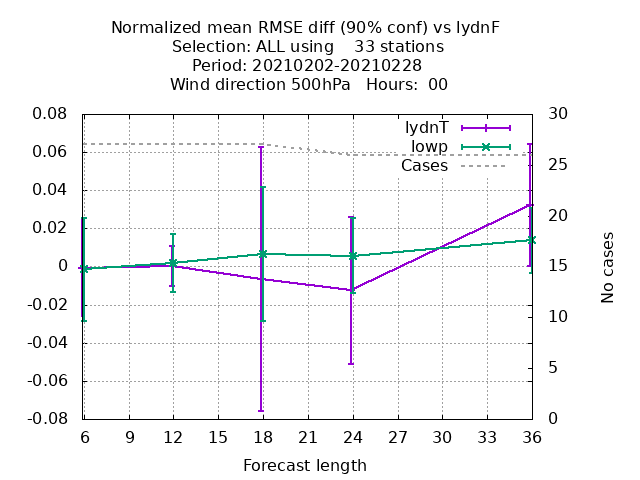 Normalized mean RMSE diff (90% conf) vs lydnF
Selection: ALL using    33 stations
Period: 20210202-20210228
Wind direction 500hPa   Hours:  00
0.08
0.06
0.04
0.02
0
-0.02
-0.04
-0.06
-0.08
30
25
20
15
10
5
0
lydnT
lowp
Cases
No cases
6 9 12 15 18 21 24 27 30 33 36
Forecast length